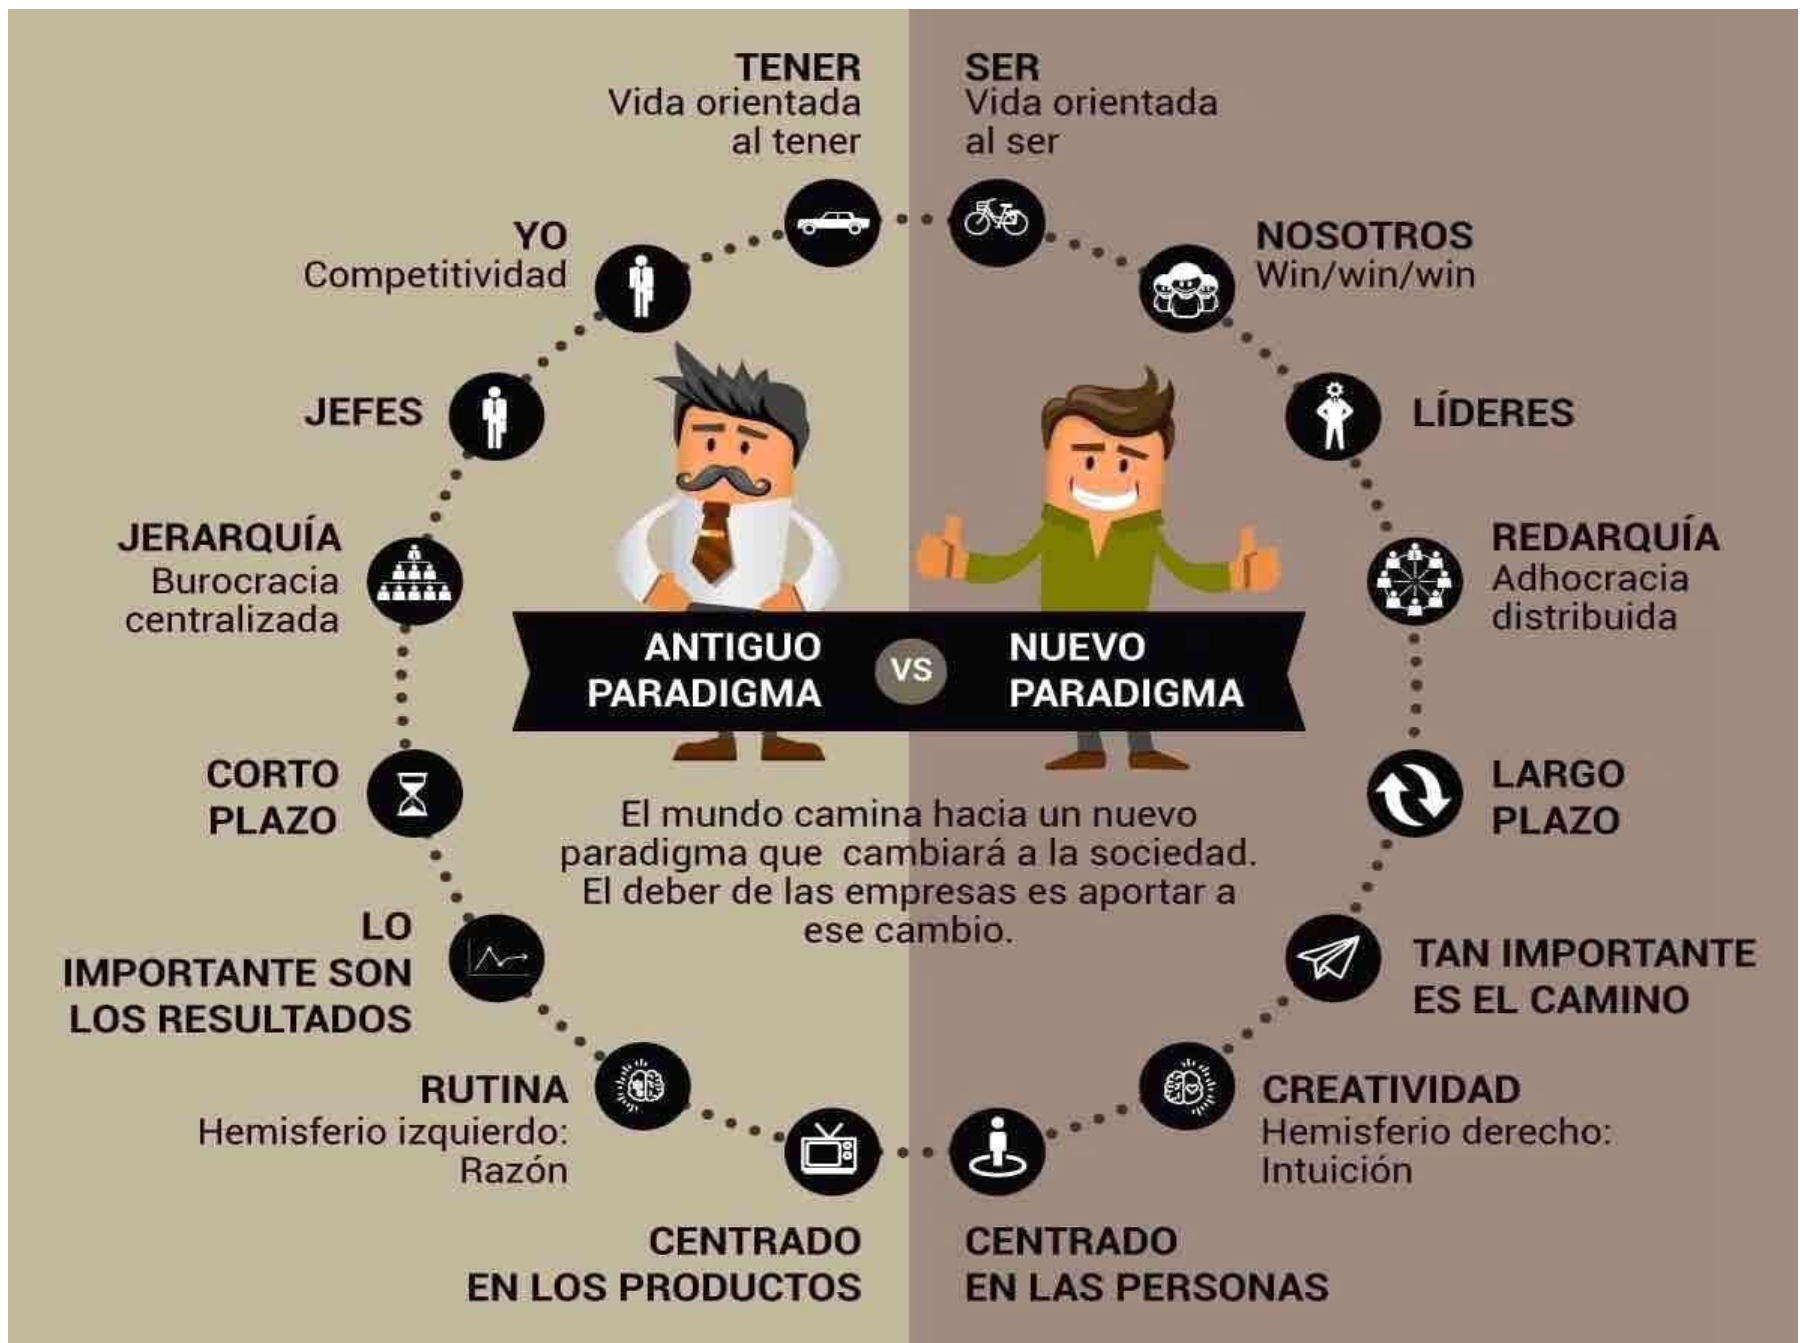 TENER
Vida orientada
al tener
SER
Vida orientada
al ser
YO
Competitividad
NOSOTROS
Win/win/win
JEFES
LÍDERES
JERARQUÍA
Burocracia
centralizada
REDARQUÍA
Adhocracia
distribuida
ANTIGUO
PARADIGMA
VS
NUEVO
PARADIGMA
CORTO
PLAZO
LARGO
PLAZO
El mundo camina hacia un nuevo
paradigma que cambiará a la sociedad.
El deber de las empresas es aportar a
ese cambio.
LO
IMPORTANTE SON
LOS RESULTADOS
TAN IMPORTANTE
ES EL CAMINO
RUTINA
Hemisferio izquierdo:
Razón
CREATIVIDAD
Hemisferio derecho:
Intuición
CENTRADO
EN LOS PRODUCTOS
CENTRADO
EN LAS PERSONAS